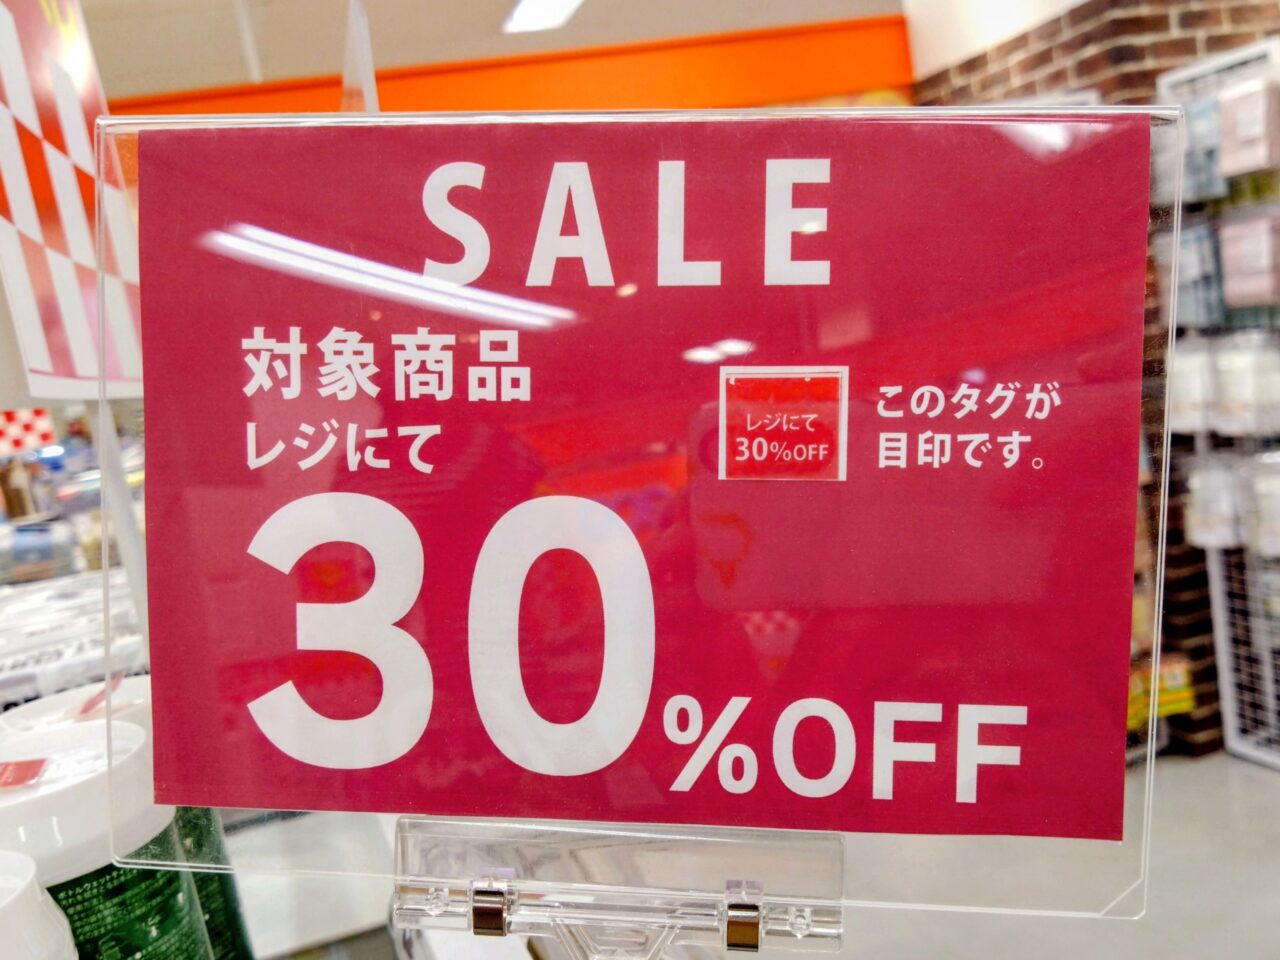 SALE
対象商品
レジにて
30%OFF
レジにて
30%OFF
このタグが
目印です。